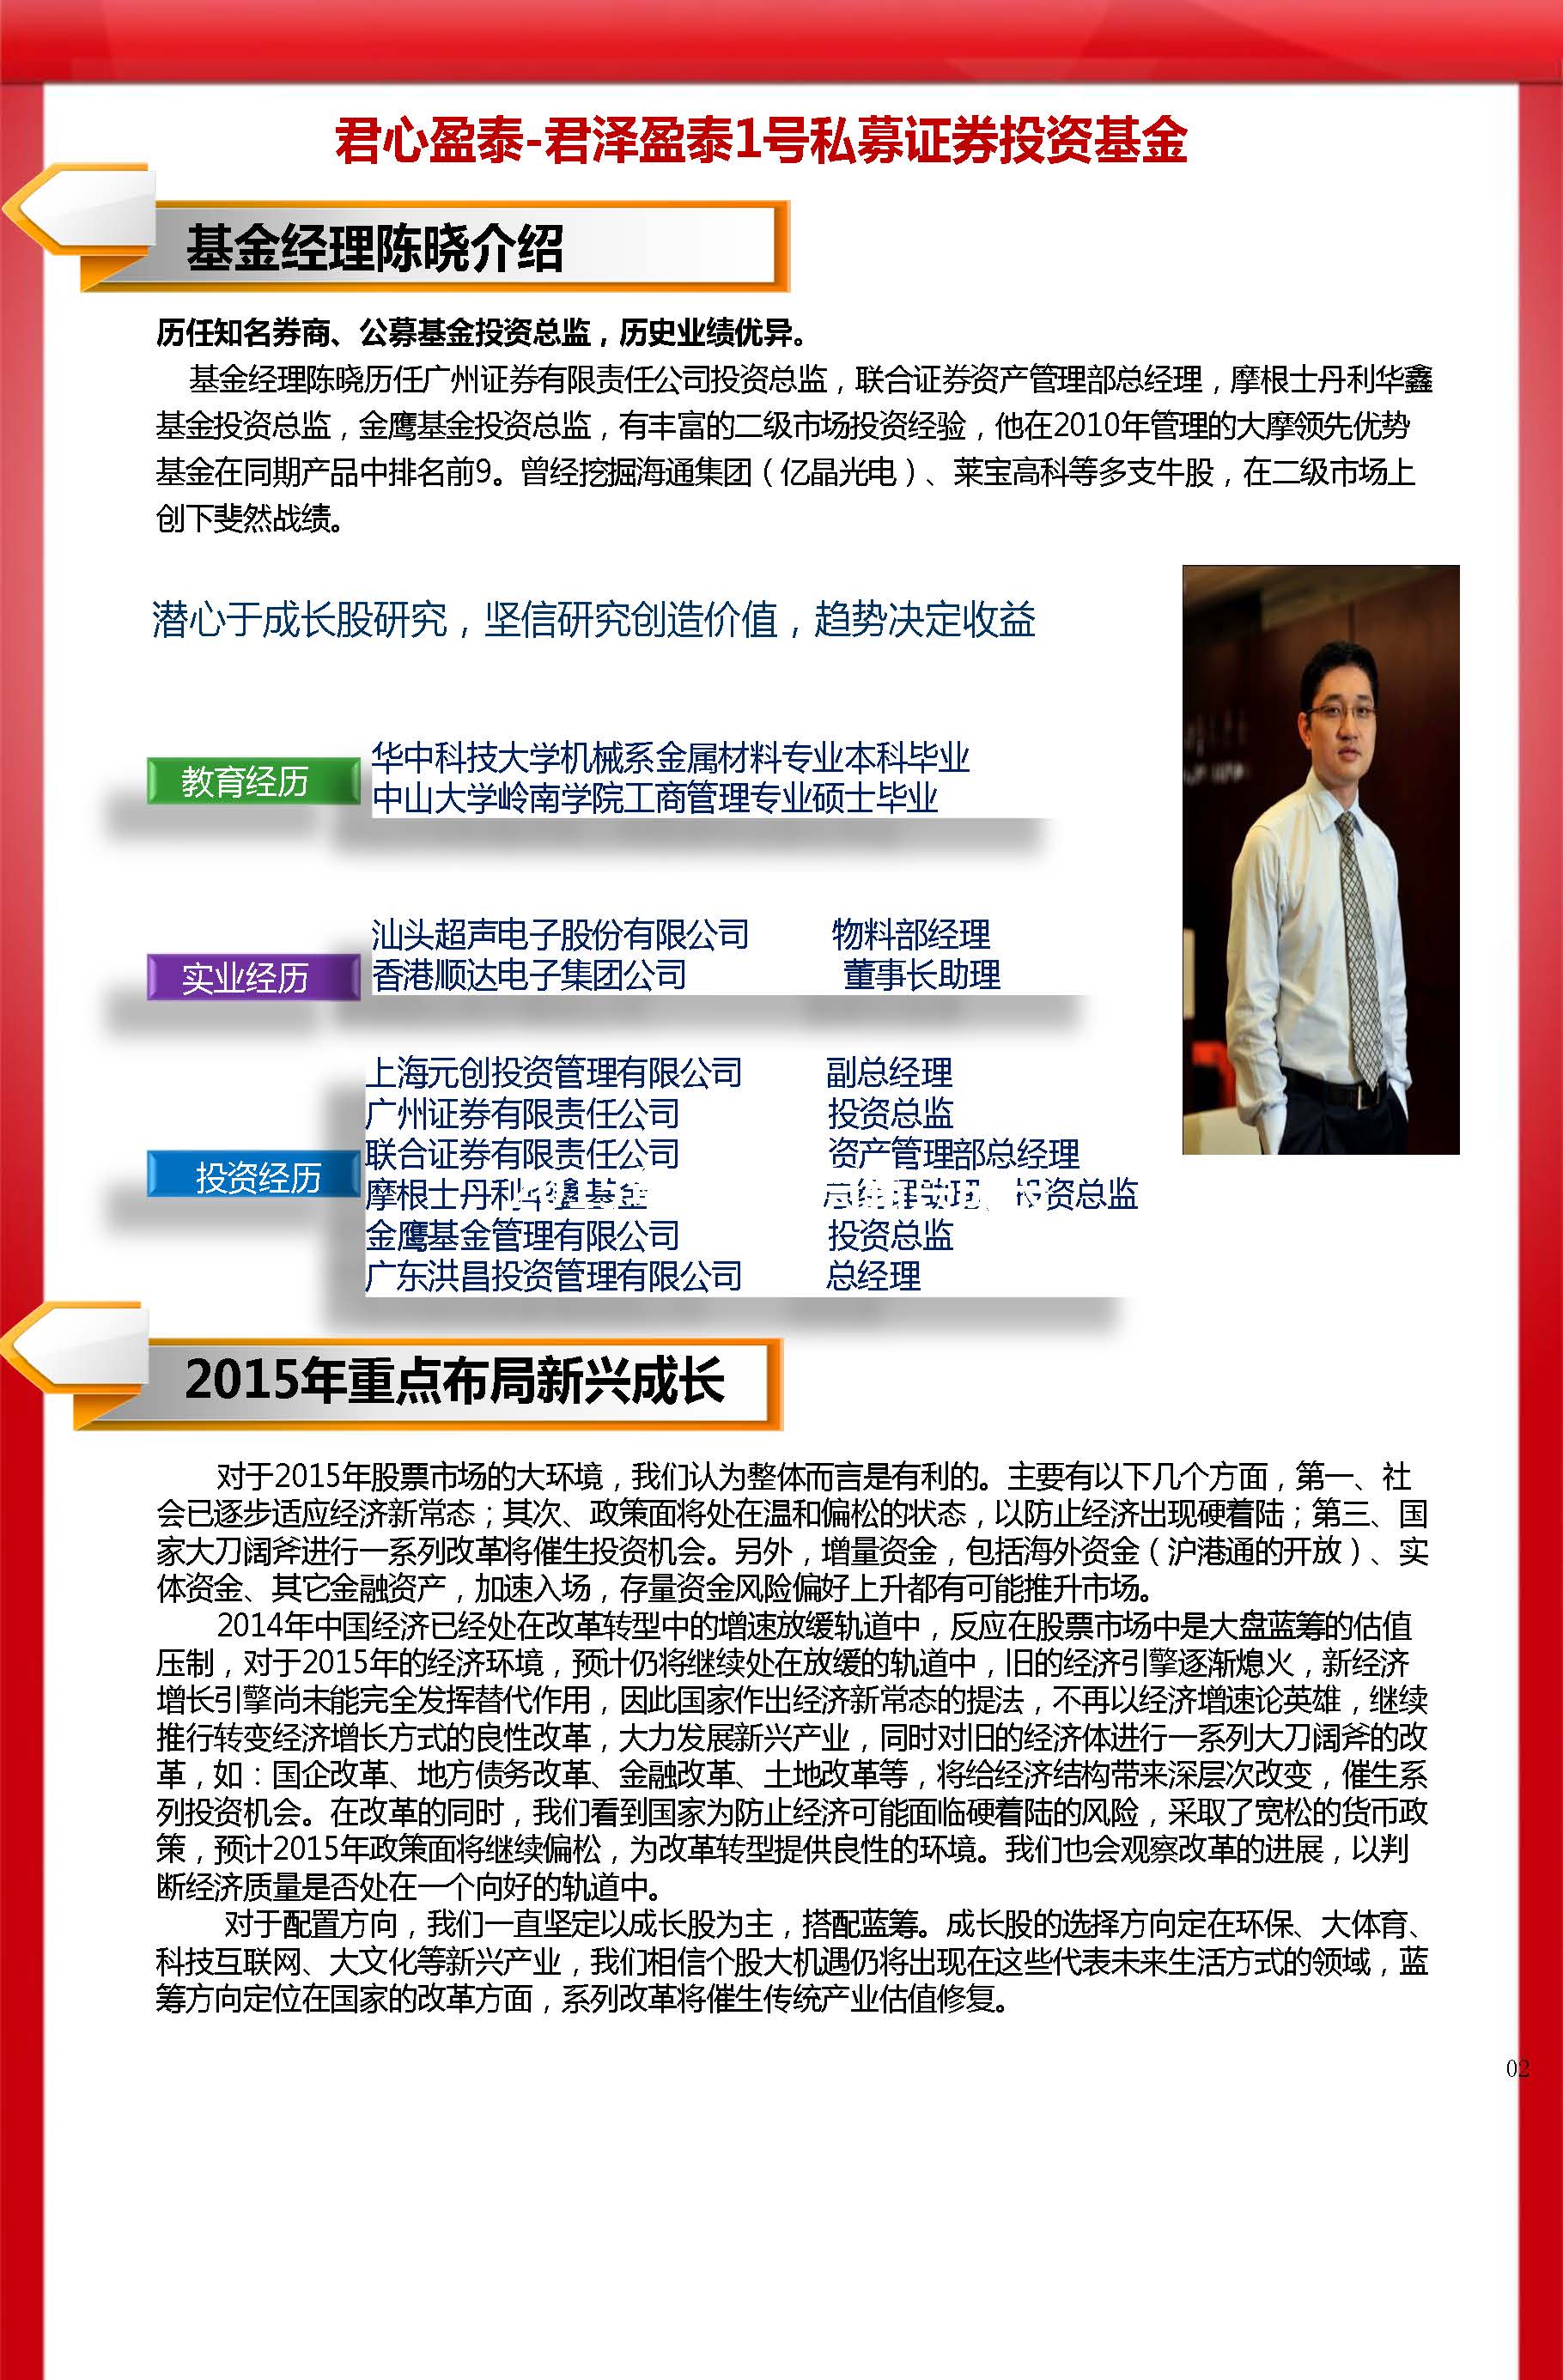 君心盈泰-君泽盈泰1号私募证券投资基金
基金经理陈晓介绍
历任知名券商、公募基金投资总监，历史业绩优异。
基金经理陈晓历任广州证券有限责任公司投资总监，联合证券资产管理部总经理，摩根士丹利华鑫
基金投资总监，金鹰基金投资总监，有丰富的二级市场投资经验，他在2010年管理的大摩领先优势
基金在同期产品中排名前9。曾经挖掘海通集团（亿晶光电）、莱宝高科等多支牛股，在二级市场上
创下斐然战绩。
潜心于成长股研究，坚信研究创造价值，趋势决定收益
教育经历
华中科技大学机械系金属材料专业本科毕业
中山大学岭南学院工商管理专业硕士毕业
实业经历
汕头超声电子股份有限公司 物料部经理
香港顺达电子集团公司 董事长助理
投资经历
上海元创投资管理有限公司 副总经理
广州证券有限责任公司 投资总监
联合证券有限责任公司 资产管理部总经理
摩根士丹利华鑫基金 投资总监
金鹰基金管理有限公司 投资总监
广东洪昌投资管理有限公司 总经理
2015年重点布局新兴成长
对于2015年股票市场的大环境，我们认为整体而言是有利的。主要有以下几个方面，第一、社
会已逐步适应经济新常态；其次、政策面将处在温和偏松的状态，以防止经济出现硬着陆；第三、国
家大刀阔斧进行一系列改革将催生投资机会。另外，增量资金，包括海外资金（沪港通的开放）、实
体资金、其它金融资产，加速入场，存量资金风险偏好上升都有可能推升市场。
2014年中国经济已经处在改革转型中的增速放缓轨道中，反应在股票市场中是大盘蓝筹的估值
压制，对于2015年的经济环境，预计仍将继续处在放缓的轨道中，旧的经济引擎逐渐熄火，新经济
增长引擎尚未能完全发挥替代作用，因此国家作出经济新常态的提法，不再以经济增速论英雄，继续
推行转变经济增长方式的良性改革，大力发展新兴产业，同时对旧的经济体进行一系列大刀阔斧的改
革，如：国企改革、地方债务改革、金融改革、土地改革等，将给经济结构带来深层次改变，催生系
列投资机会。在改革的同时，我们看到国家为防止经济可能面临硬着陆的风险，采取了宽松的货币政
策，预计2015年政策面将继续偏松，为改革转型提供良性的环境。我们也会观察改革的进展，以判
断经济质量是否处在一个向好的轨道中。
对于配置方向，我们一直坚定以成长股为主，搭配蓝筹。成长股的选择方向定在环保、大体育、
科技互联网、大文化等新兴产业，我们相信个股大机遇仍将出现在这些代表未来生活方式的领域，蓝
筹方向定位在国家的改革方面，系列改革将催生传统产业估值修复。
02